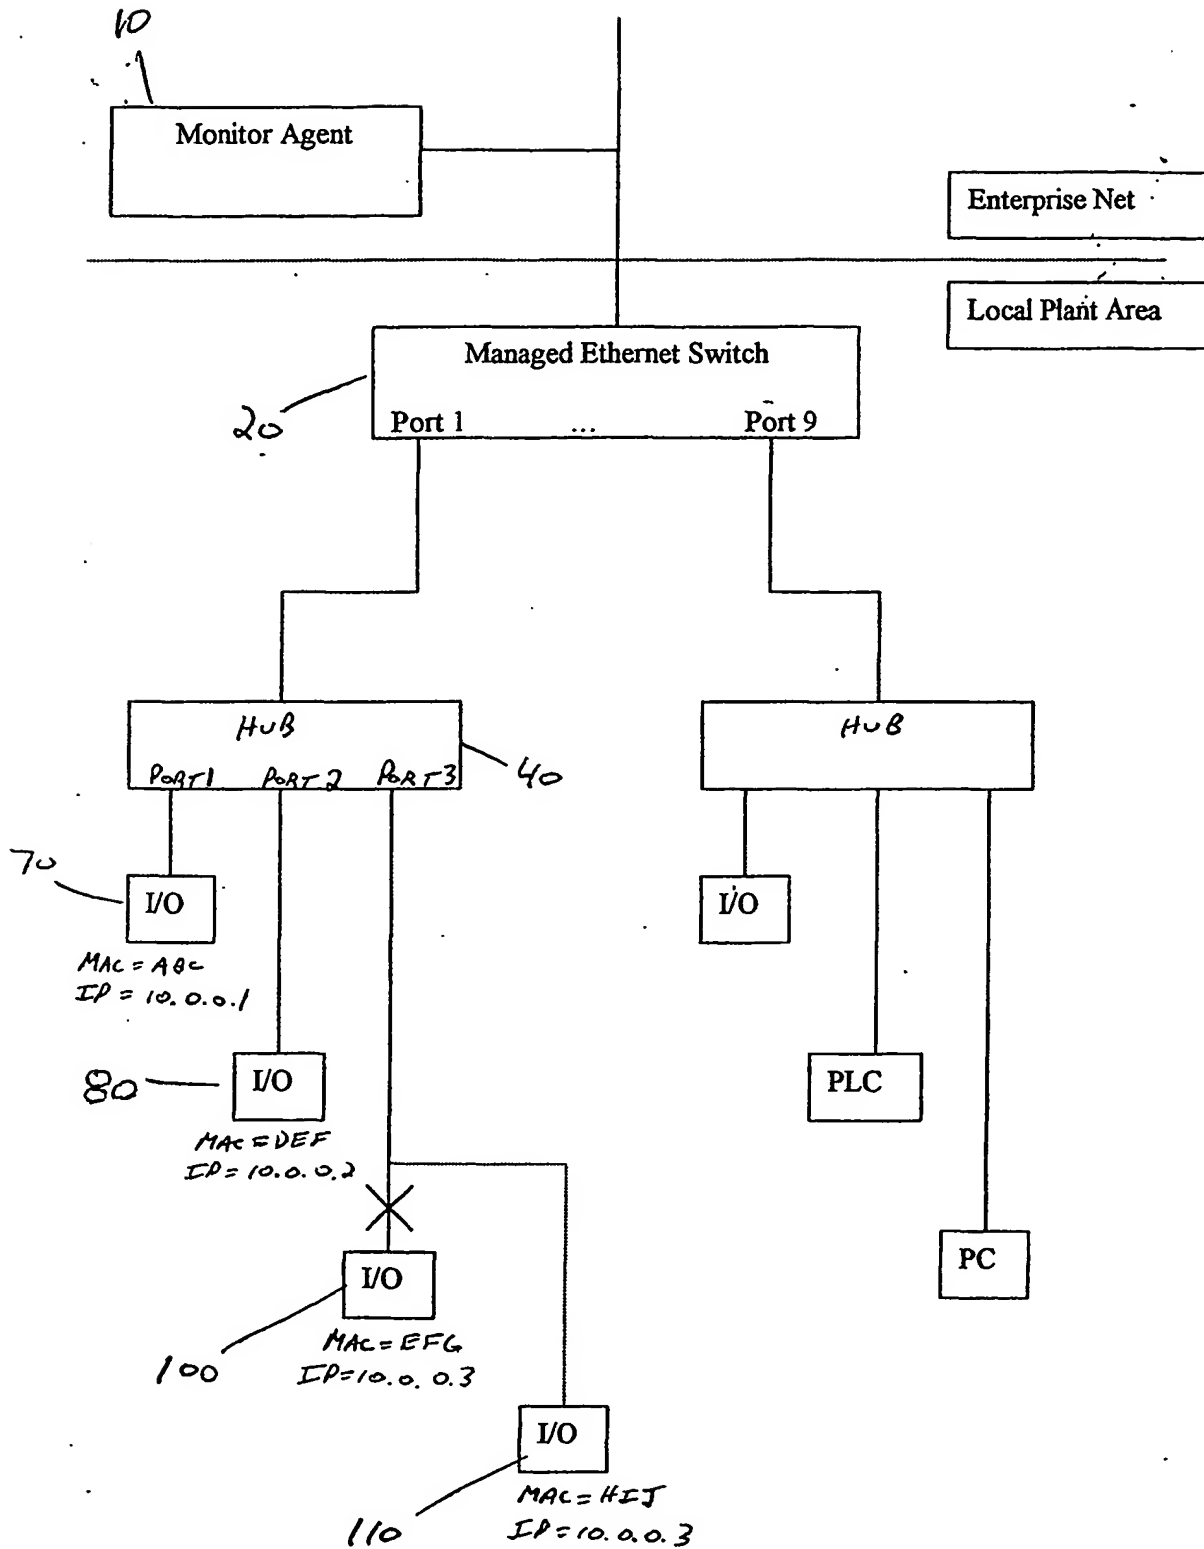 10
Monitor Agent
Enterprise Net
Local Plant Area
Managed Ethernet Switch
20
Port 1 ... Port 9
HUB
PORT1 PORT 2 PORT3
40
HUB
70
I/O
MAC = ABC
IP = 10.0.0.1
I/O
80
I/O
MAC = DEF
IP = 10.0.0.2
PLC
I/O
100
MAC = EFG
IP = 10.0.0.3
PC
I/O
110
MAC = HIJ
IP = 10.0.0.3